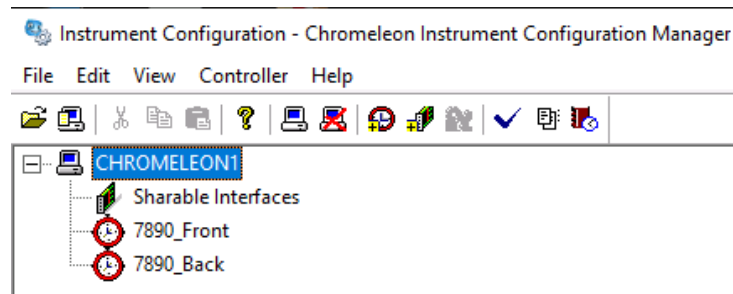 Instrument Configuration - Chromeleon Instrument Configuration Manager
File Edit View Controller Help
CHROMELEON1
Sharable Interfaces
7890_Front
7890_Back